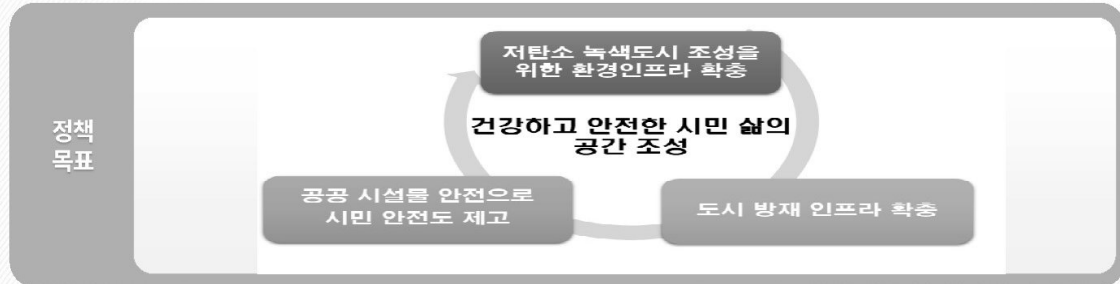 정책
목표
저탄소 녹색도시 조성을
위한 환경인프라 확충
건강하고 안전한 시민 삶의
공간 조성
공공 시설물 안전으로
시민 안전도 제고
도시 방재 인프라 확충